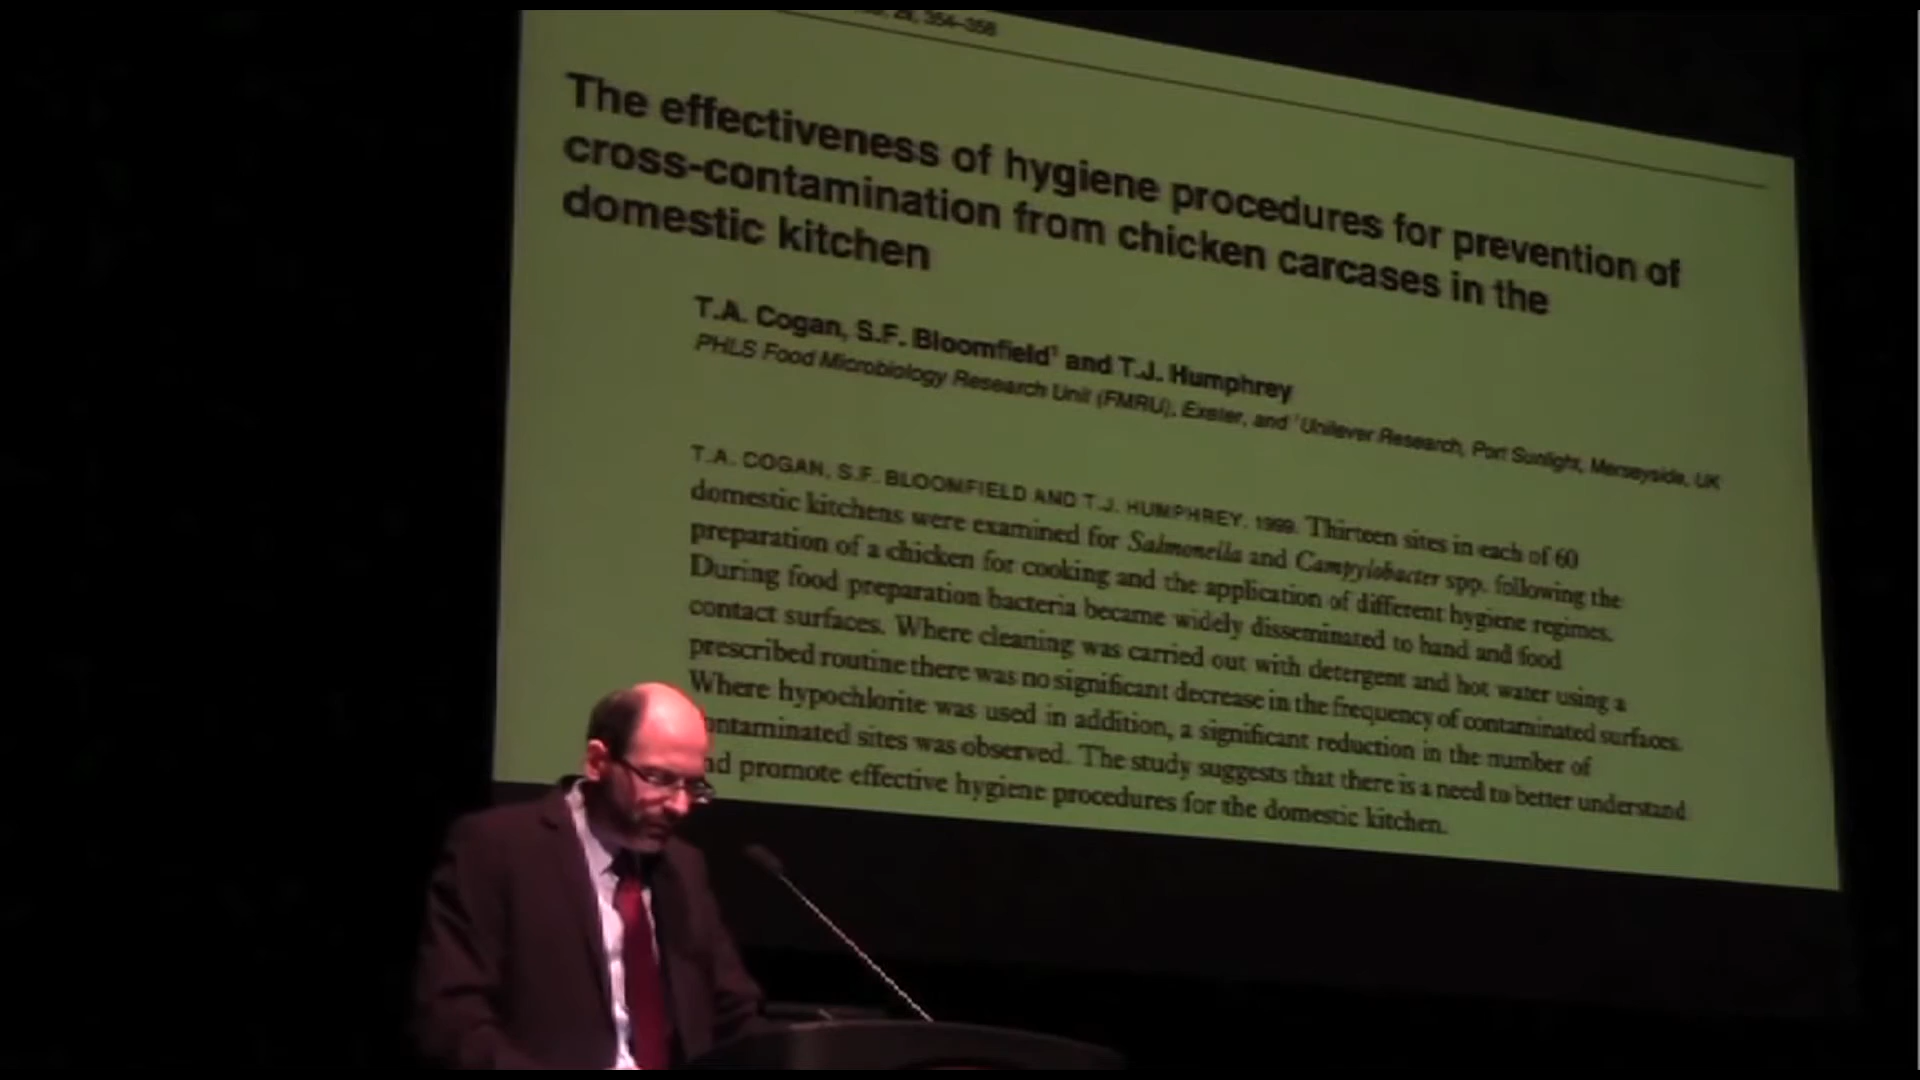 354–358
The effectiveness of hygiene procedures for prevention of
cross-contamination from chicken carcases in the
domestic kitchen
T.A. Cogan, S.F. Bloomfield¹ and T.J. Humphrey
PHLS Food Microbiology Research Unit (FMRU), Exeter, and ¹Unilever Research, Port Sunlight, Merseyside, UK
T.A. COGAN, S.F. BLOOMFIELD AND T.J. HUMPHREY. 1999. Thirteen sites in each of 60
domestic kitchens were examined for Salmonella and Campylobacter spp. following the
preparation of a chicken for cooking and the application of different hygiene regimes.
During food preparation bacteria became widely disseminated to hand and food
contact surfaces. Where cleaning was carried out with detergent and hot water using a
prescribed routine there was no significant decrease in the frequency of contaminated surfaces.
Where hypochlorite was used in addition, a significant reduction in the number of
ontaminated sites was observed. The study suggests that there is a need to better understand
nd promote effective hygiene procedures for the domestic kitchen.